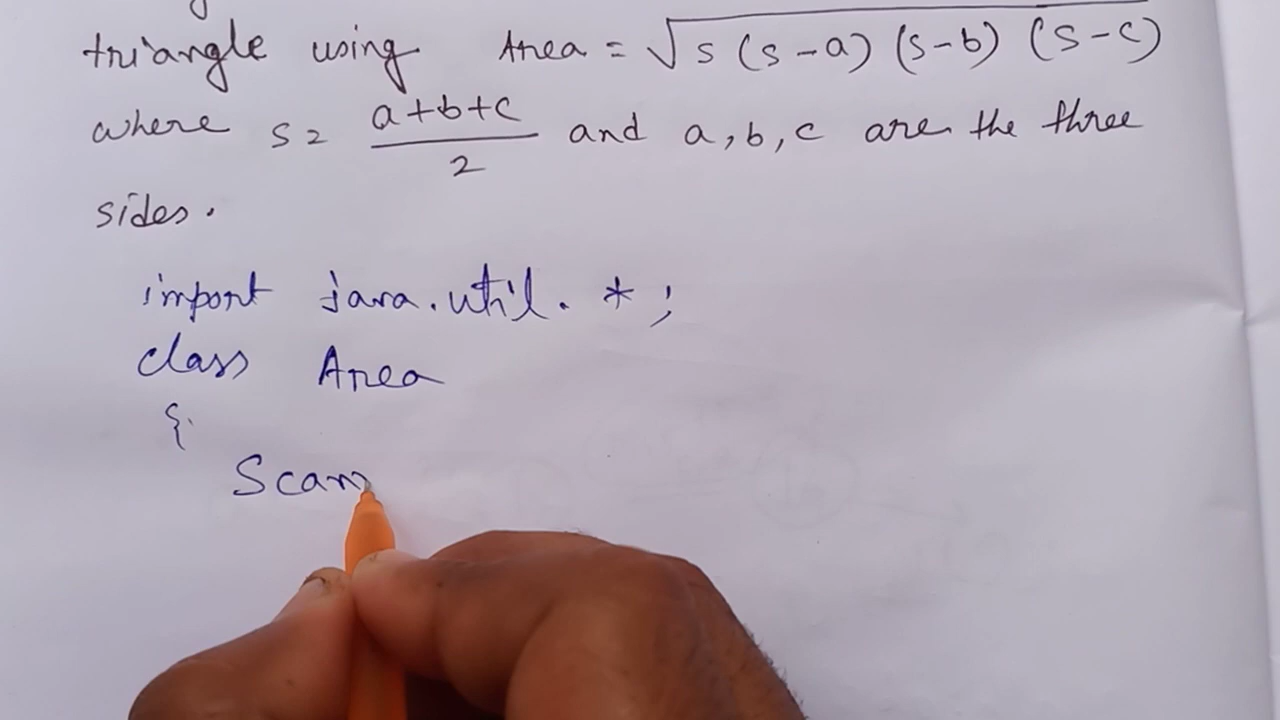 triangle using Area = √s (s-a) (s-b) (s-c)
where s = a+b+c/2 and a, b, c are the three
sides.
import java.util.*;
class Area
{
Scan